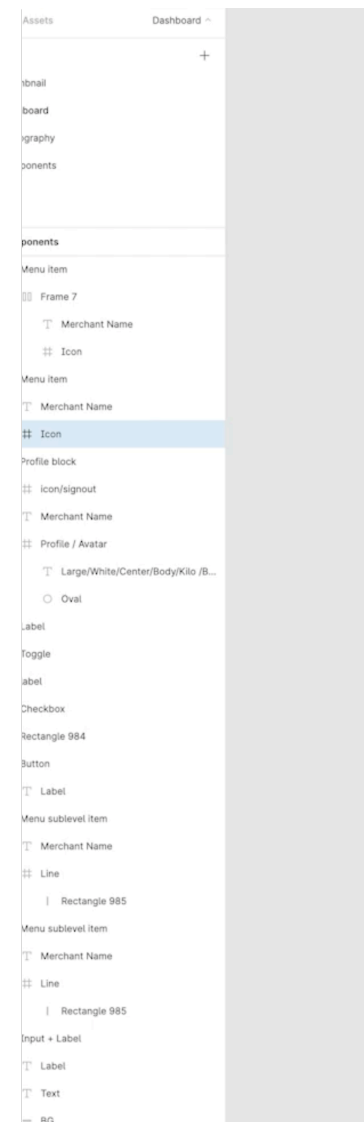 Assets Dashboard
mbnail
board
ography
ponents
ponents
Menu item
Frame 7
Merchant Name
Icon
Menu item
Merchant Name
Icon
Profile block
icon/signout
Merchant Name
Profile / Avatar
Large/White/Center/Body/Kilo /B...
Oval
Label
Toggle
abel
Checkbox
Rectangle 984
Button
Label
Menu sublevel item
Merchant Name
Line
Rectangle 985
Menu sublevel item
Merchant Name
Line
Rectangle 985
Input + Label
Label
Text
BG